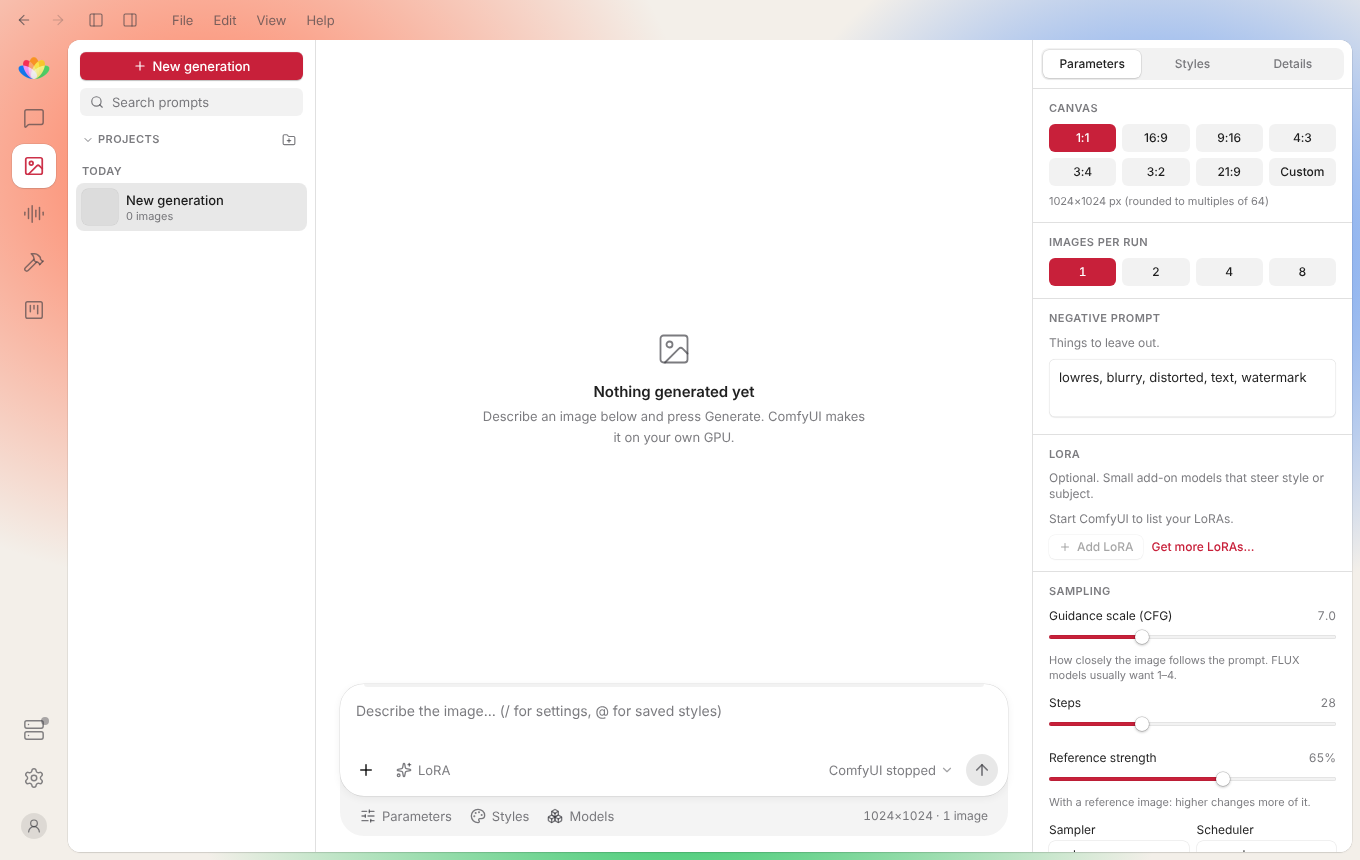 File Edit View Help
New generation
Search prompts
PROJECTS
TODAY
New generation
0 images
Nothing generated yet
Describe an image below and press Generate. ComfyUI makes
it on your own GPU.
Describe the image... (/ for settings, @ for saved styles)
LoRA
ComfyUI stopped
Parameters
Styles
Models
1024×1024 · 1 image
Parameters
Styles
Details
CANVAS
1:1
16:9
9:16
4:3
3:4
3:2
21:9
Custom
1024×1024 px (rounded to multiples of 64)
IMAGES PER RUN
1
2
4
8
NEGATIVE PROMPT
Things to leave out.
lowres, blurry, distorted, text, watermark
LORA
Optional. Small add-on models that steer style or
subject.
Start ComfyUI to list your LoRAs.
Add LoRA
Get more LoRAs...
SAMPLING
Guidance scale (CFG) 7.0
How closely the image follows the prompt. FLUX
models usually want 1–4.
Steps 28
Reference strength 65%
With a reference image: higher changes more of it.
Sampler
Scheduler